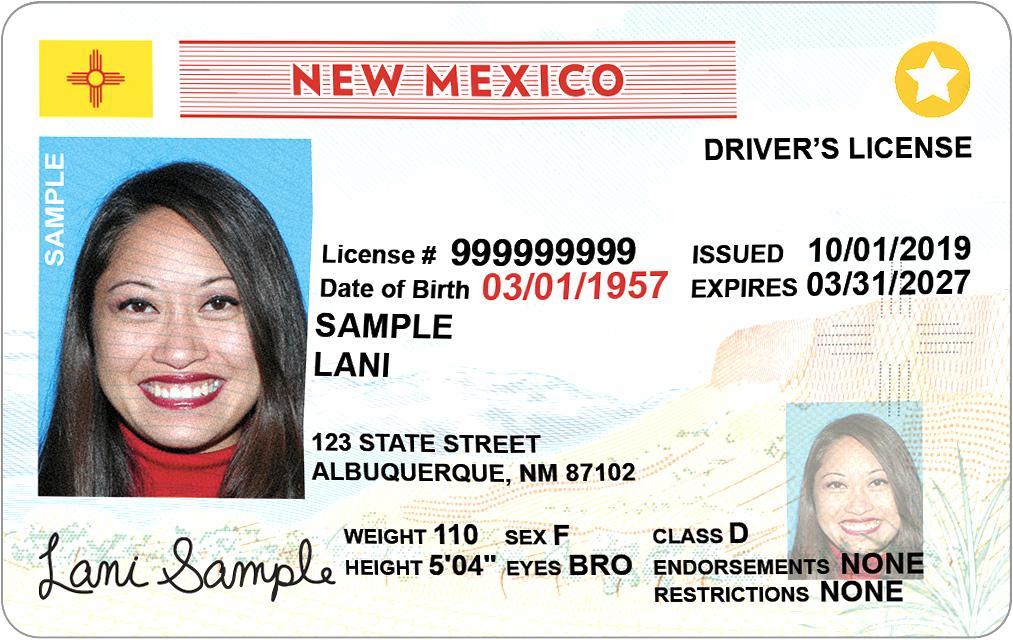 NEW MEXICO
DRIVER'S LICENSE
SAMPLE
License # 999999999
ISSUED 10/01/2019
Date of Birth 03/01/1957
EXPIRES 03/31/2027
SAMPLE
LANI
123 STATE STREET
ALBUQUERQUE, NM 87102
WEIGHT 110 SEX F
CLASS D
HEIGHT 5'04" EYES BRO
ENDORSEMENTS NONE
RESTRICTIONS NONE
Lani Sample